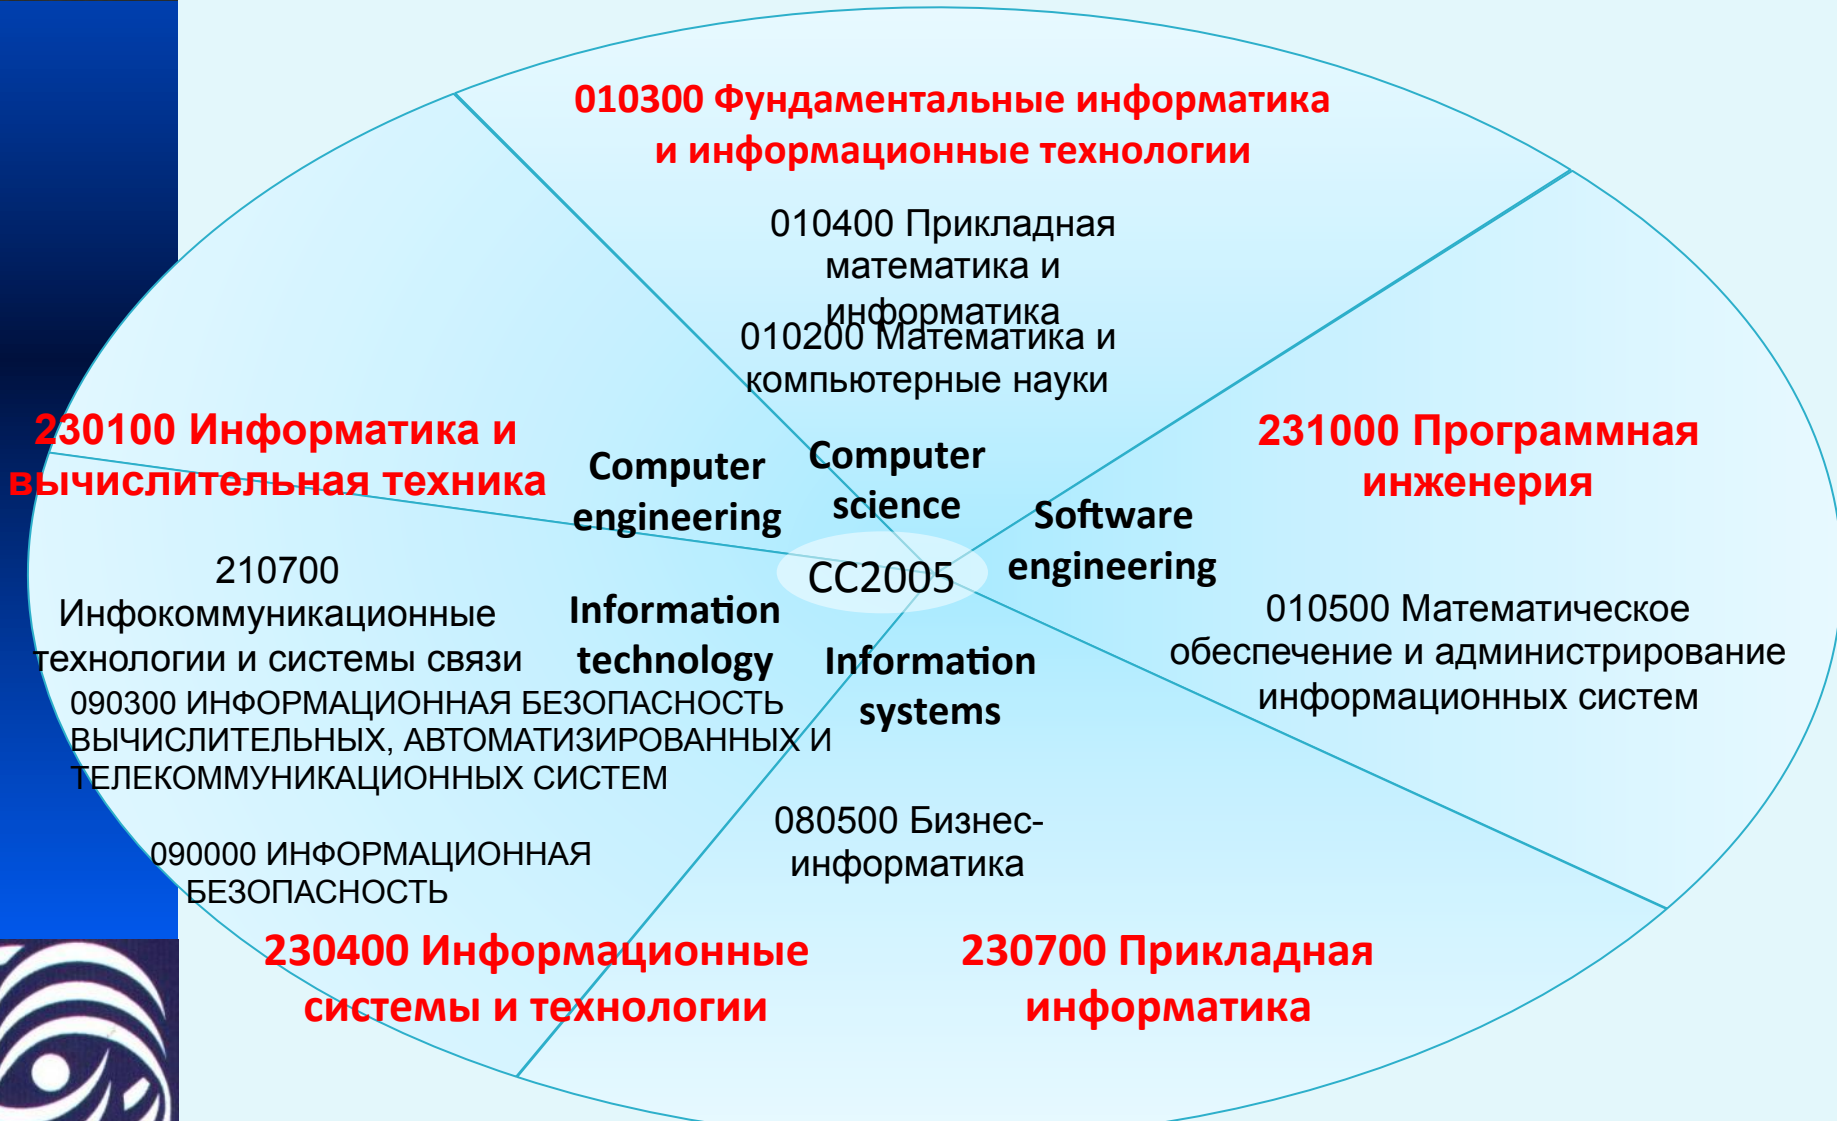 010300 Фундаментальные информатика
и информационные технологии
010400 Прикладная
математика и
информатика
010200 Математика и
компьютерные науки
230100 Информатика и
вычислительная техника
Computer
engineering
Computer
science
Software
engineering
231000 Программная
инженерия
CC2005
210700
Инфокоммуникационные
технологии и системы связи
Information
technology
Information
systems
010500 Математическое
обеспечение и администрирование
информационных систем
090300 ИНФОРМАЦИОННАЯ БЕЗОПАСНОСТЬ
ВЫЧИСЛИТЕЛЬНЫХ, АВТОМАТИЗИРОВАННЫХ И
ТЕЛЕКОММУНИКАЦИОННЫХ СИСТЕМ
090000 ИНФОРМАЦИОННАЯ
БЕЗОПАСНОСТЬ
080500 Бизнес-
информатика
230400 Информационные
системы и технологии
230700 Прикладная
информатика